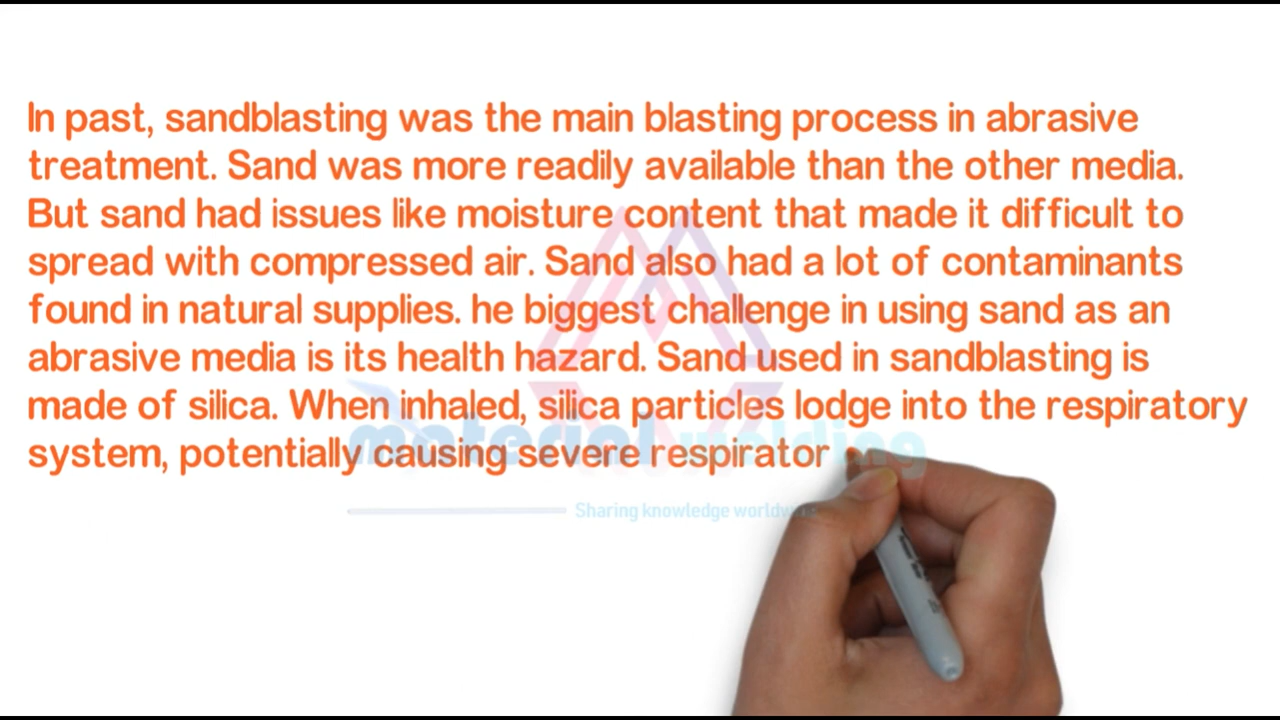 In past, sandblasting was the main blasting process in abrasive
treatment. Sand was more readily available than the other media.
But sand had issues like moisture content that made it difficult to
spread with compressed air. Sand also had a lot of contaminants
found in natural supplies. he biggest challenge in using sand as an
abrasive media is its health hazard. Sand used in sandblasting is
made of silica. When inhaled, silica particles lodge into the respiratory
system, potentially causing severe respirator
material welding
Sharing knowledge